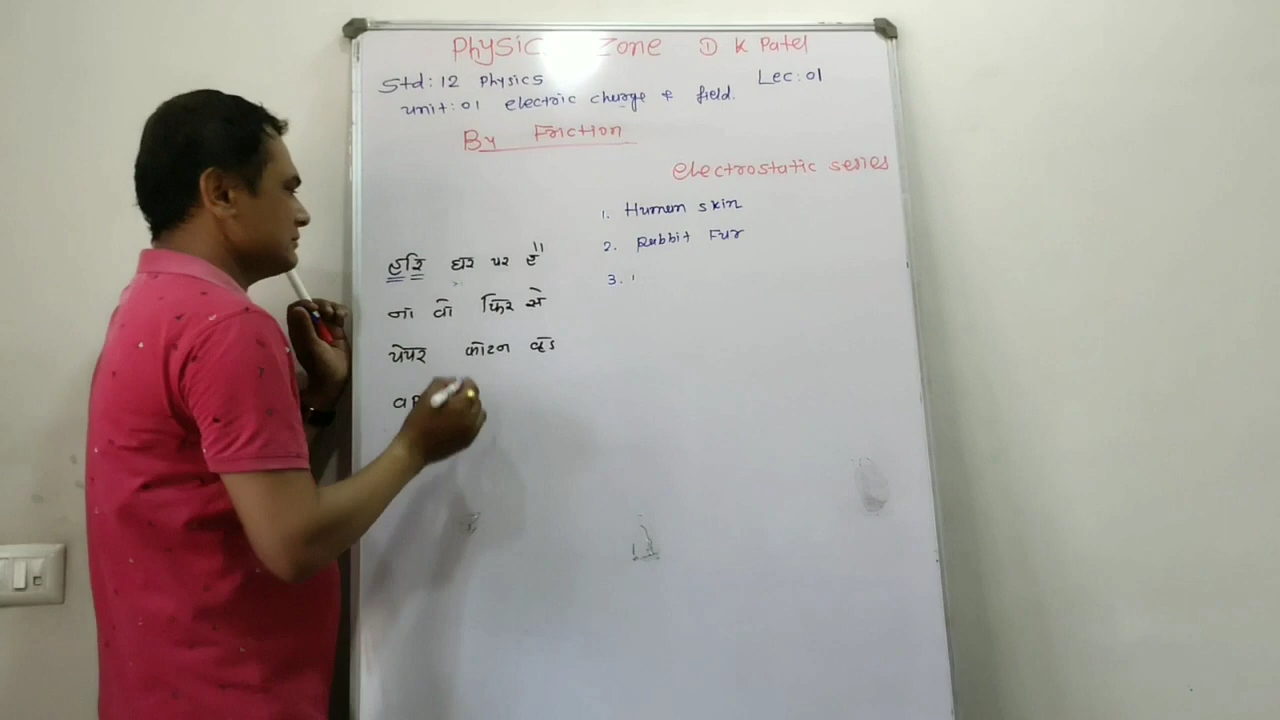 Physic Zone D K Patel
Std: 12 Physics
Lec: 01
unit: 01 electric charge & field.
By Friction
electrostatic series
1. Human skin
2. Rabbit Fur
3.
हरि घर पर है"
ना वो फिर से
पेपर कोटन